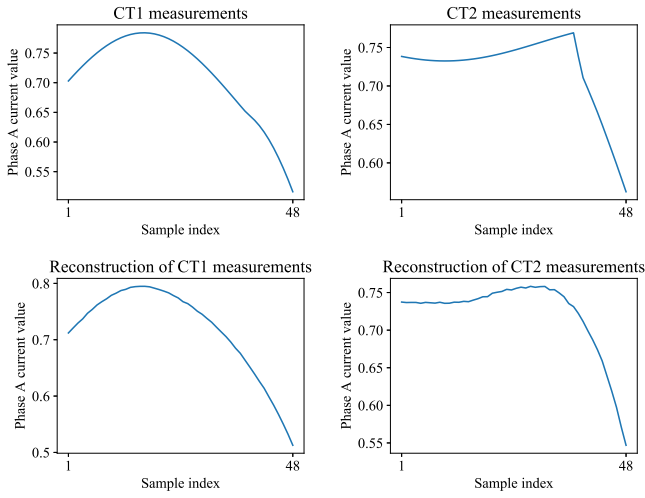 CT1 measurements
Phase A current value
0.75
0.70
0.65
0.60
0.55
1
48
Sample index
CT2 measurements
Phase A current value
0.75
0.70
0.65
0.60
1
48
Sample index
Reconstruction of CT1 measurements
Phase A current value
0.8
0.7
0.6
0.5
1
48
Sample index
Reconstruction of CT2 measurements
Phase A current value
0.75
0.70
0.65
0.60
0.55
1
48
Sample index